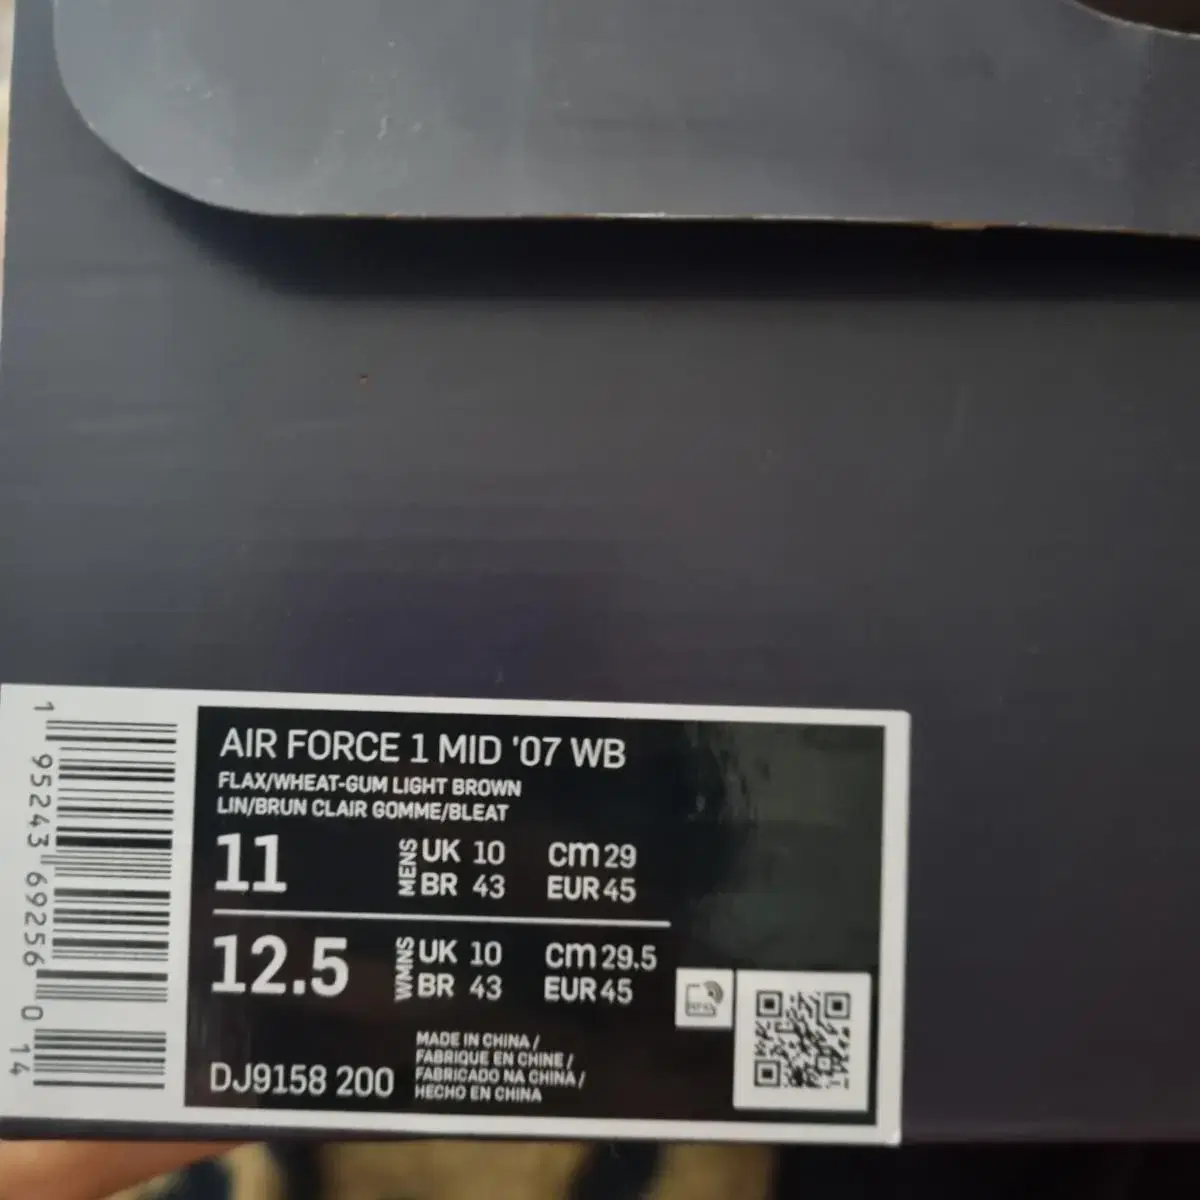 AIR FORCE 1 MID '07 WB
FLAX/WHEAT-GUM LIGHT BROWN
LIN/BRUN CLAIR GOMME/BLEAT
11 MENS UK 10 cm 29
BR 43 EUR 45
12.5 WMNS UK 10 cm 29.5
BR 43 EUR 45
DJ9158 200
MADE IN CHINA /
FABRIQUE EN CHINE /
FABRICADO NA CHINA /
HECHO EN CHINA
1 95243 69256 0 14